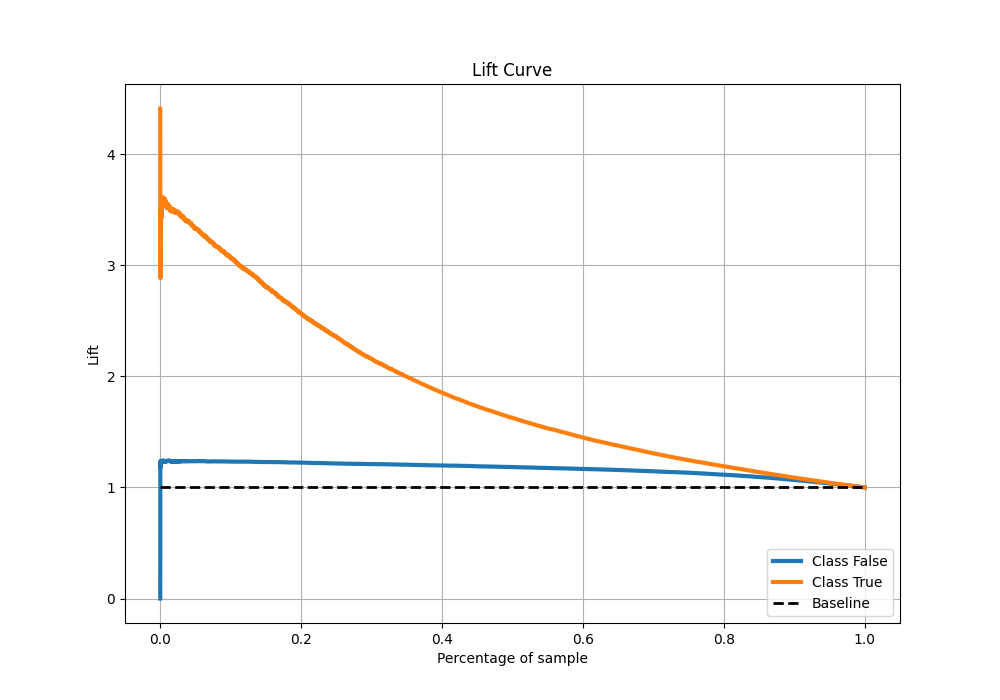 Lift Curve
Lift
4
3
2
1
0
0.0 0.2 0.4 0.6 0.8 1.0
Percentage of sample
Class False
Class True
Baseline